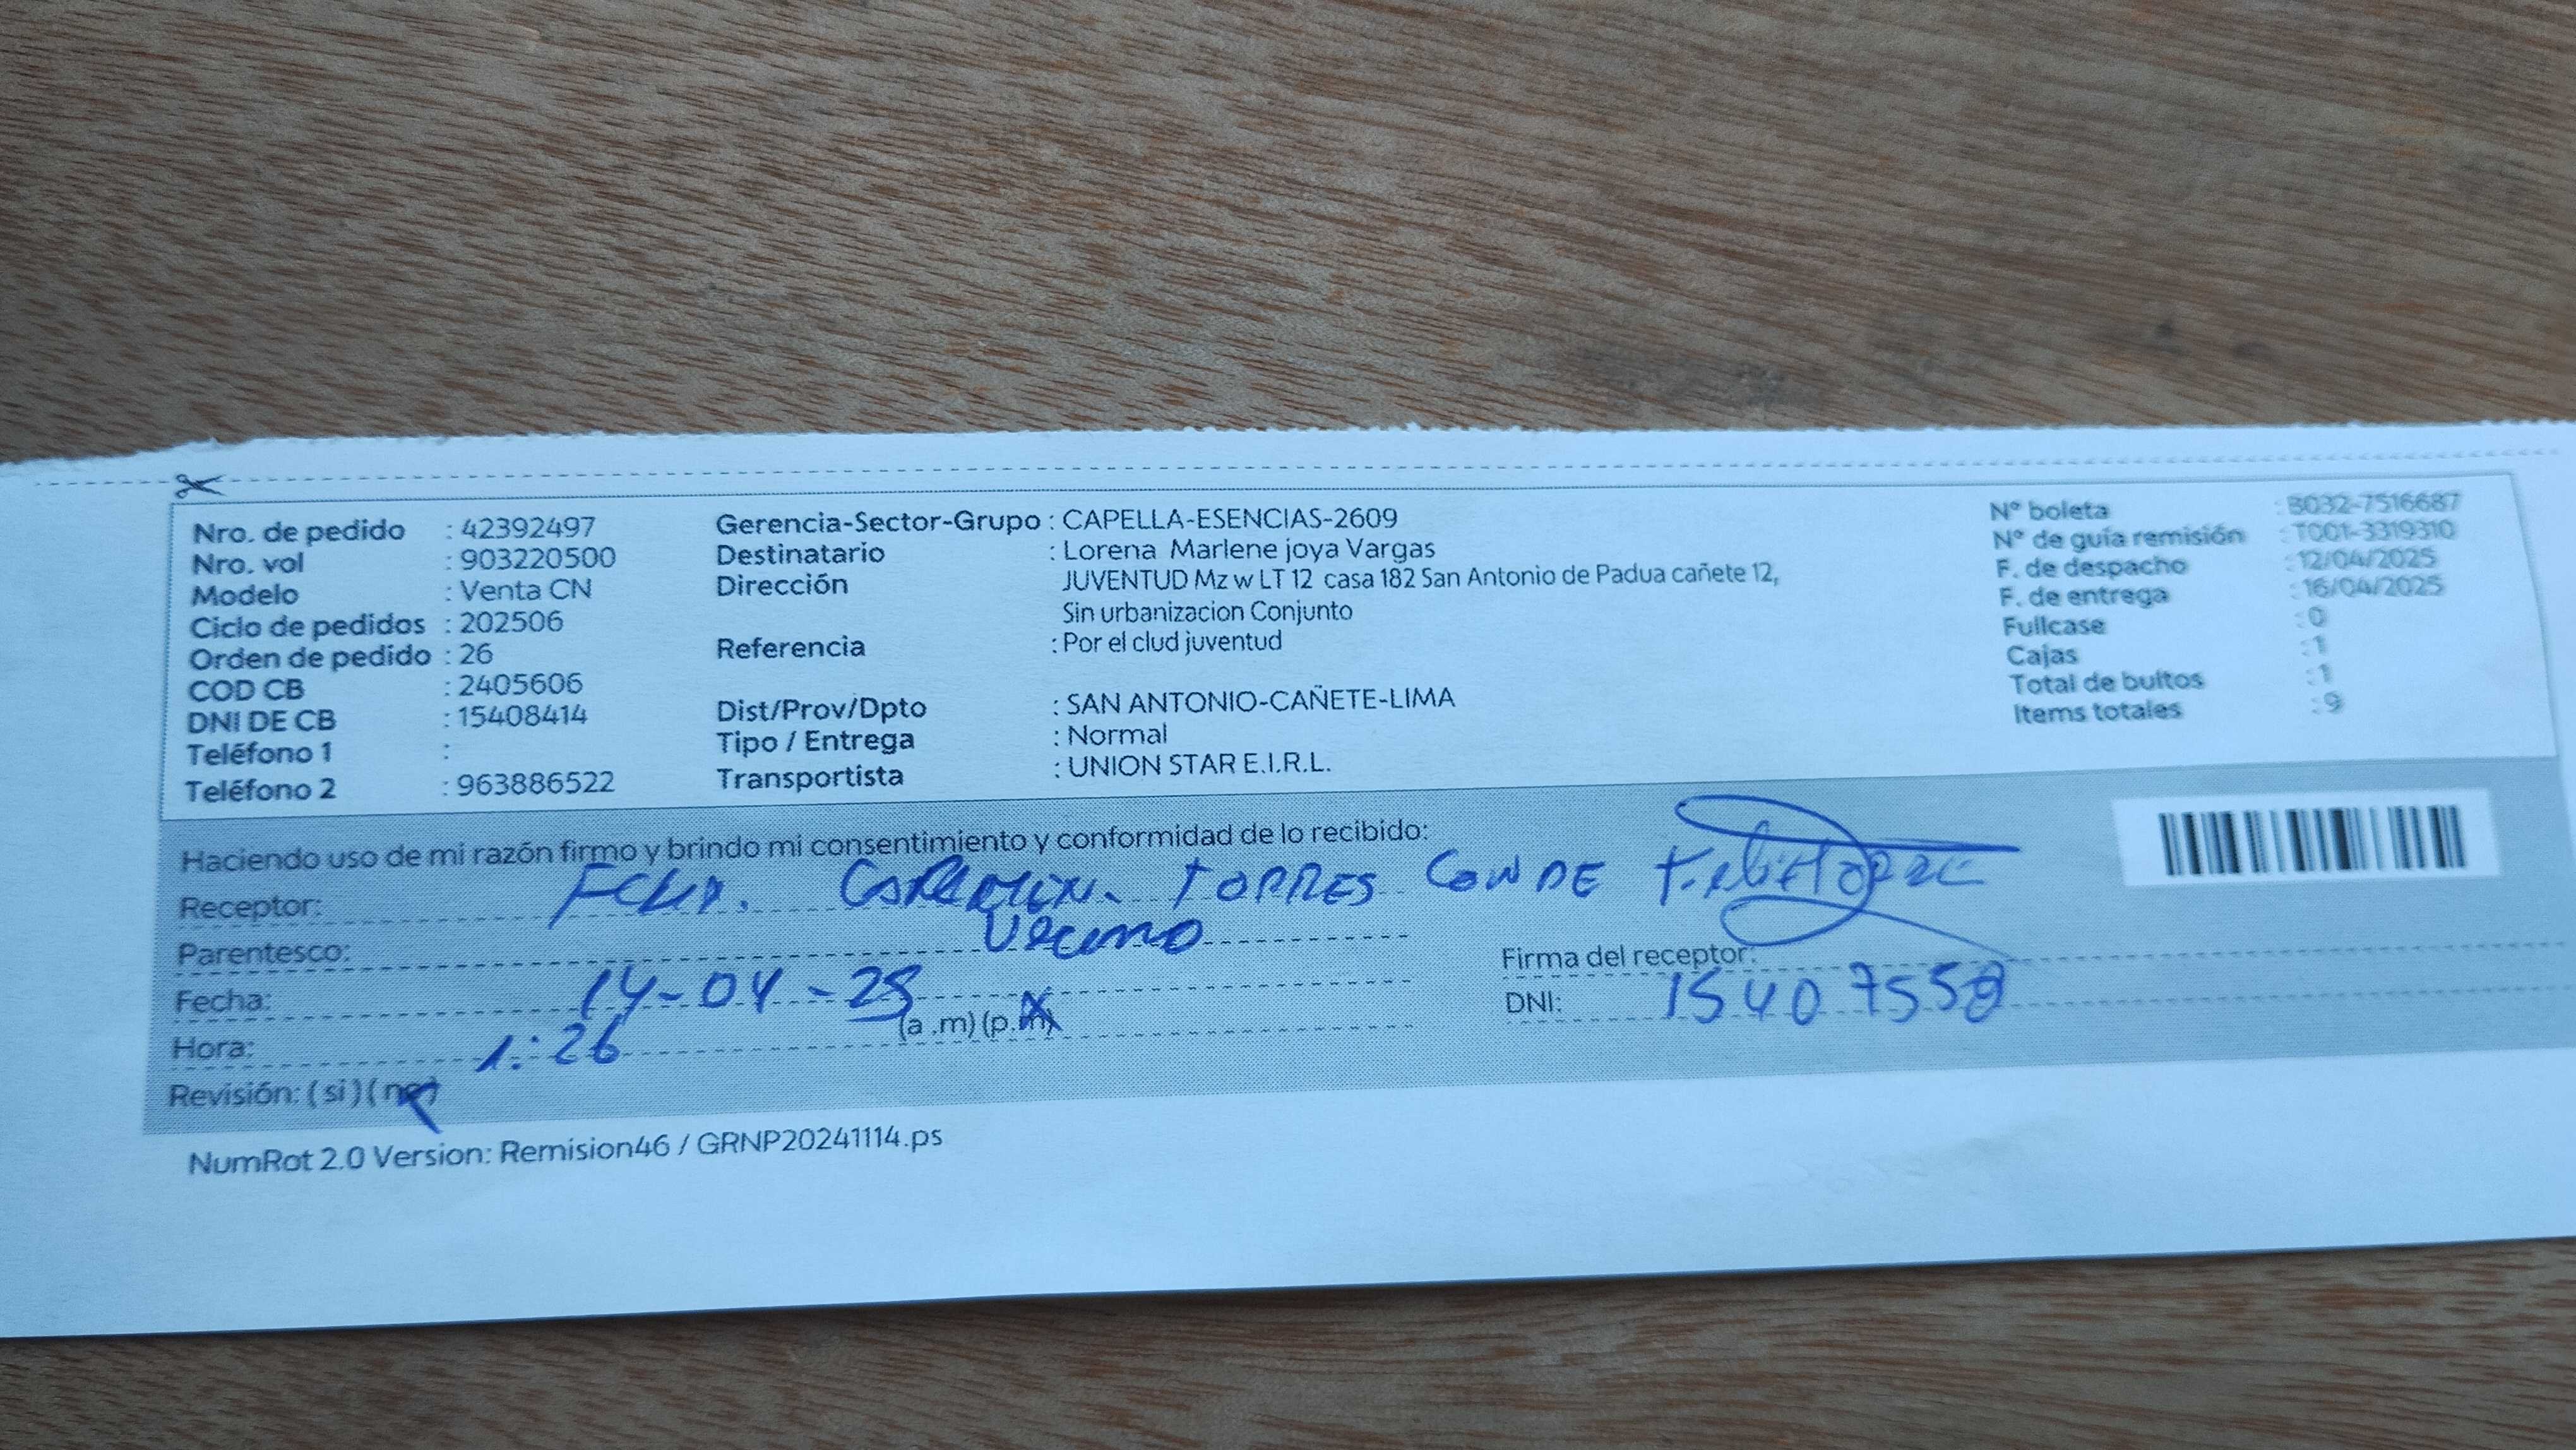 Nro. de pedido : 42392497
Nro. vol : 903220500
Modelo : Venta CN
Ciclo de pedidos : 202506
Orden de pedido : 26
COD CB : 2405606
DNI DE CB : 15408414
Teléfono 1 :
Teléfono 2 : 963886522
Gerencia-Sector-Grupo : CAPELLA-ESENCIAS-2609
Destinatario : Lorena Marlene joya Vargas
Dirección JUVENTUD Mz w LT 12 casa 182 San Antonio de Padua cañete 12,
Sin urbanizacion Conjunto
Referencia : Por el clud juventud
Dist/Prov/Dpto : SAN ANTONIO-CAÑETE-LIMA
Tipo / Entrega : Normal
Transportista : UNION STAR E.I.R.L.
Nº boleta : B032-7516687
Nº de guía remisión : T001-3319310
F. de despacho : 12/04/2025
F. de entrega : 16/04/2025
Fullcase : 0
Cajas : 1
Total de bultos : 1
Items totales : 9
Haciendo uso de mi razón firmo y brindo mi consentimiento y conformidad de lo recibido:
Receptor: TORRES CONDE
Parentesco: Vecino
Fecha: 14-04-25
Hora: 1:26 (a .m) (p.m)
Revisión: ( si ) ( no )
Firma del receptor:
DNI: 15407558
NumRot 2.0 Version: Remision46 / GRNP20241114.ps